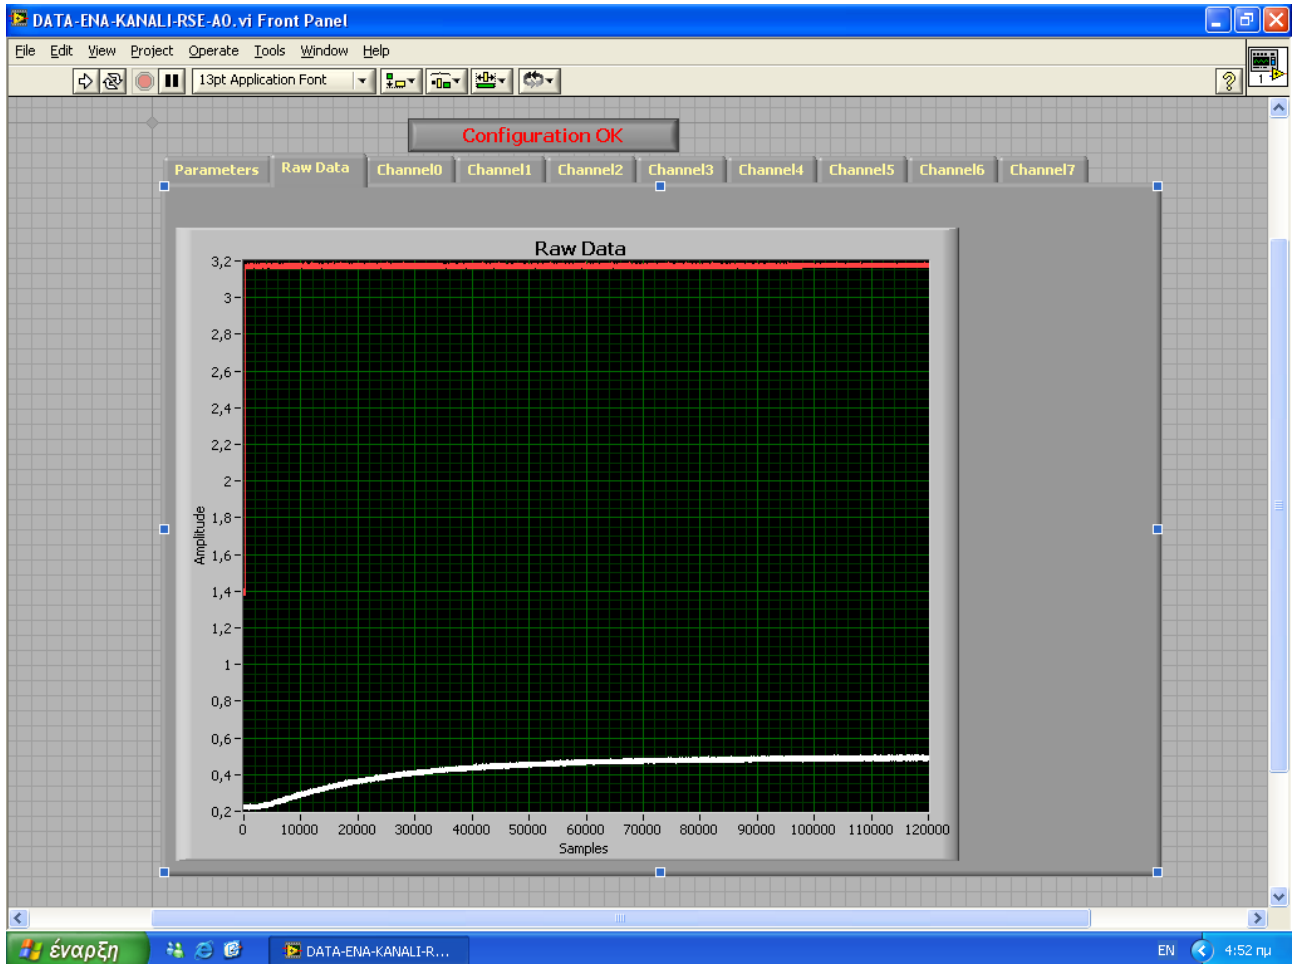 DATA-ENA-KANALI-RSE-AO.vi Front Panel
File Edit View Project Operate Tools Window Help
13pt Application Font
1
Configuration OK
Parameters Raw Data Channel0 Channel1 Channel2 Channel3 Channel4 Channel5 Channel6 Channel7
Raw Data
3,2
3
2,8
2,6
2,4
2,2
2
1,8
1,6
1,4
1,2
1
0,8
0,6
0,4
0,2
Amplitude
0 10000 20000 30000 40000 50000 60000 70000 80000 90000 100000 110000 120000
Samples
έναρξη DATA-ENA-KANALI-R... EN 4:52 πμ